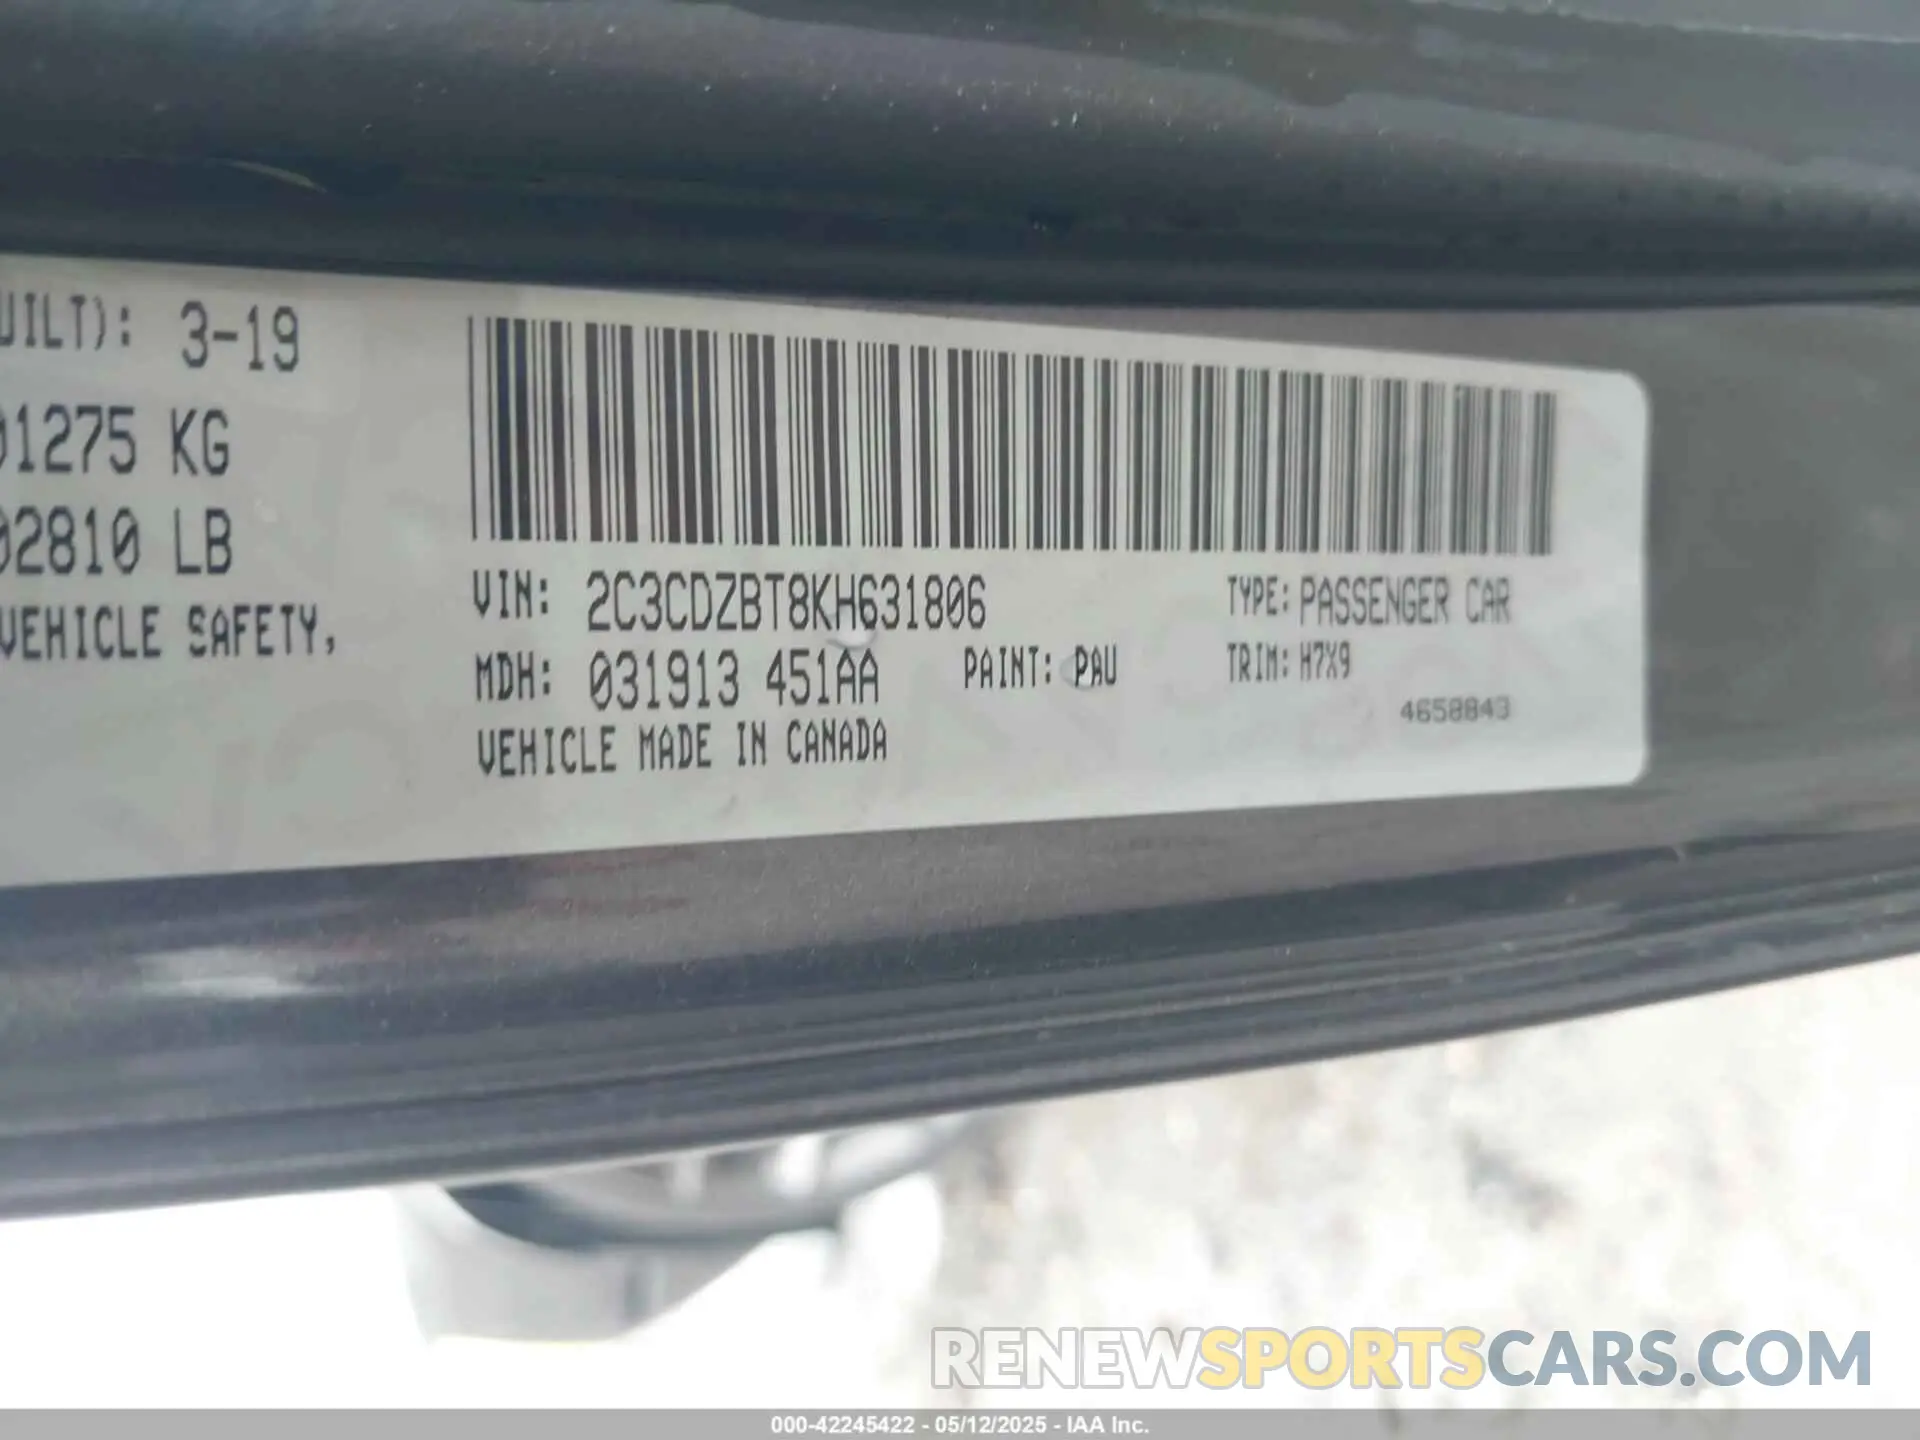 UILT): 3-19
01275 KG
02810 LB
VEHICLE SAFETY,
VIN: 2C3CDZBT8KH631806 TYPE: PASSENGER CAR
MDH: 031913 451AA PAINT: PAU TRIM: H7X9
4658843
VEHICLE MADE IN CANADA
RENEWSPORTSCARS.COM
000-42245422 - 05/12/2025 - IAA Inc.